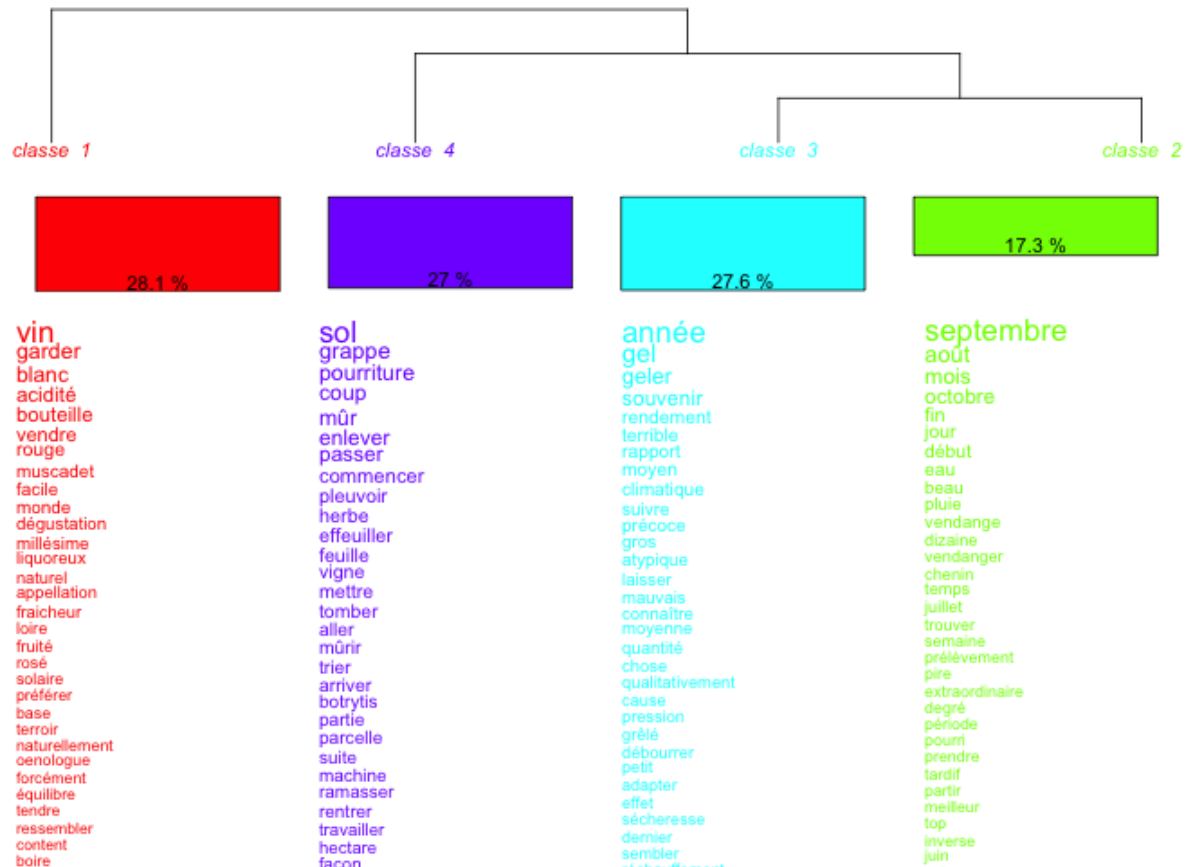 classe 1
classe 4
classe 3
classe 2
28.1 %
27 %
27.6 %
17.3 %
vin
garder
blanc
acidité
bouteille
vendre
rouge
muscadet
facile
monde
dégustation
millésime
liquoreux
naturel
appellation
fraicheur
loire
fruité
rosé
solaire
préférer
base
terroir
naturellement
oenologue
forcément
équilibre
tendre
ressembler
content
boire
sol
grappe
pourriture
coup
mûr
enlever
passer
commencer
pleuvoir
herbe
effeuiller
feuille
vigne
mettre
tomber
aller
mûrir
trier
arriver
botrytis
partie
parcelle
suite
machine
ramasser
rentrer
travailler
hectare
façon
année
gel
geler
souvenir
rendement
terrible
rapport
moyen
climatique
suivre
précoce
gros
atypique
laisser
mauvais
connaître
moyenne
quantité
chose
qualitativement
cause
pression
grêlé
débourrer
petit
adapter
effet
sécheresse
dernier
sembler
septembre
août
mois
octobre
fin
jour
début
eau
beau
pluie
vendange
dizaine
vendanger
chenin
temps
juillet
trouver
semaine
prélèvement
pire
extraordinaire
degré
période
pourri
prendre
tardif
partir
meilleur
top
inverse
juin